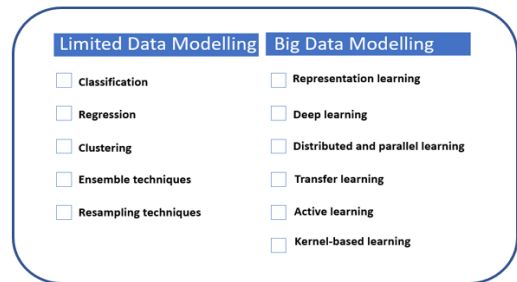 Limited Data Modelling
Classification
Regression
Clustering
Ensemble techniques
Resampling techniques
Big Data Modelling
Representation learning
Deep learning
Distributed and parallel learning
Transfer learning
Active learning
Kernel-based learning